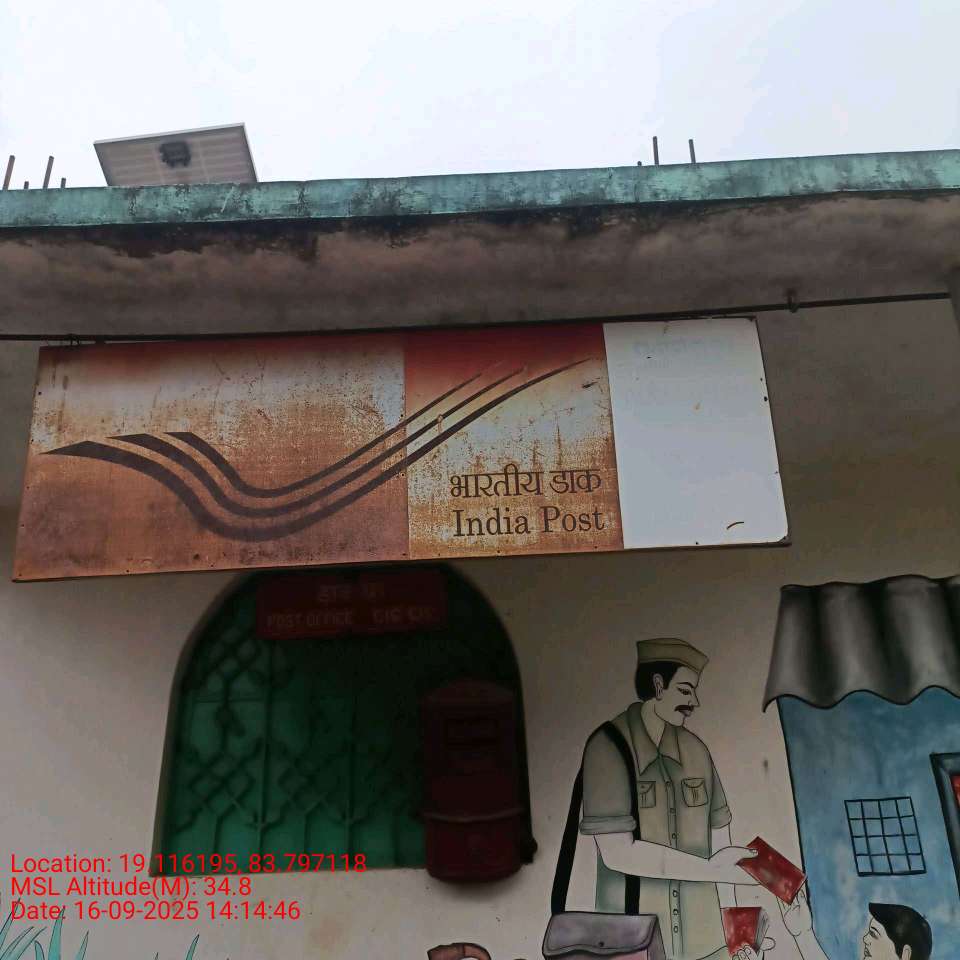 भारतीय डाक
India Post
डाक घर
POST OFFICE
Location: 19.116195, 83.797118
MSL Altitude(M): 34.8
Date: 16-09-2025 14:14:46